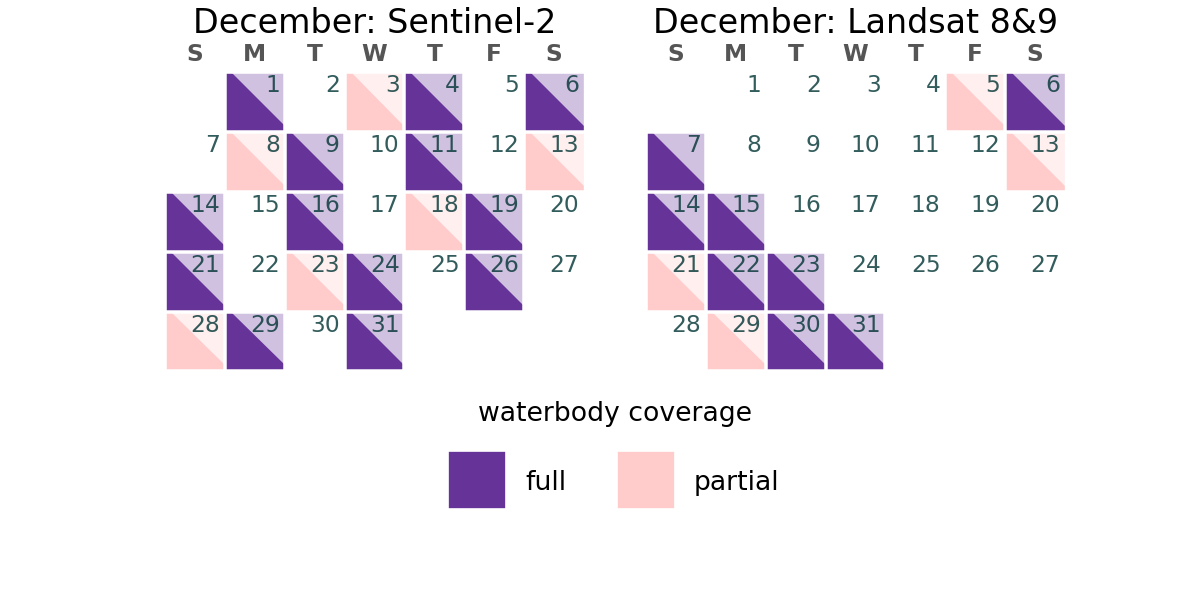 December: Sentinel-2
S M T W T F S
1 2 3 4 5 6
7 8 9 10 11 12 13
14 15 16 17 18 19 20
21 22 23 24 25 26 27
28 29 30 31
December: Landsat 8&9
S M T W T F S
1 2 3 4 5 6
7 8 9 10 11 12 13
14 15 16 17 18 19 20
21 22 23 24 25 26 27
28 29 30 31
waterbody coverage
full partial